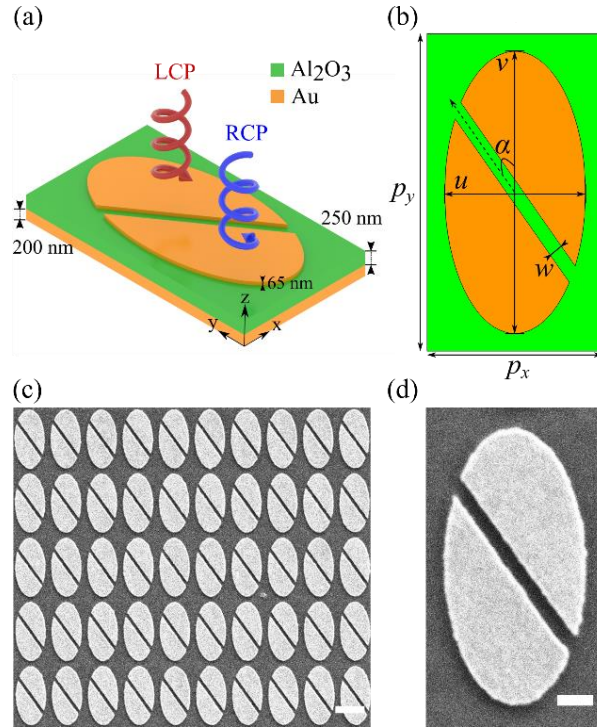 (a)
LCP
RCP
Al₂O₃
Au
250 nm
200 nm
65 nm
z
y
x
(b)
v
α
u
w
p_y
p_x
(c)
(d)